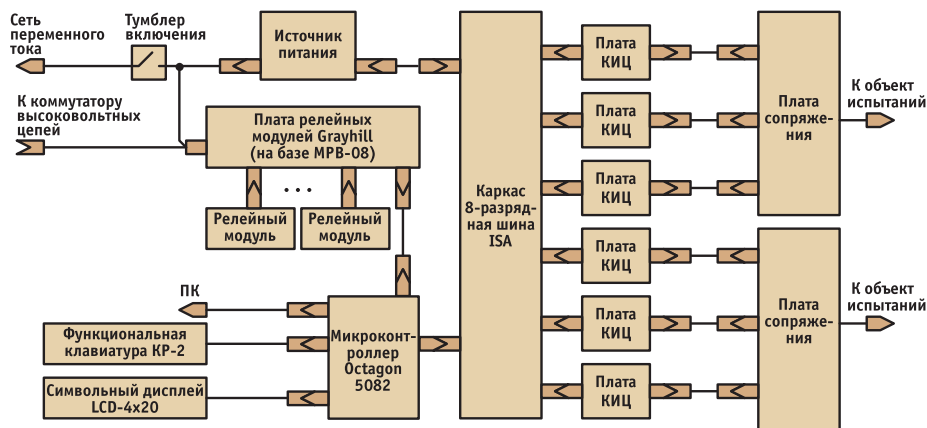 Сеть
переменного
тока
Тумблер
включения
Источник
питания
К коммутатору
высоковольтных
цепей
Плата релейных
модулей Grayhill
(на базе MPB-08)
Релейный
модуль
...
Релейный
модуль
ПК
Функциональная
клавиатура KP-2
Символьный дисплей
LCD-4x20
Микроконт-
роллер
Octagon
5082
Каркас
8-разряд-
ная шина
ISA
Плата
КИЦ
Плата
КИЦ
Плата
КИЦ
Плата
КИЦ
Плата
КИЦ
Плата
КИЦ
Плата
сопряже-
ния
К объект
испытаний
Плата
сопряже-
ния
К объект
испытаний